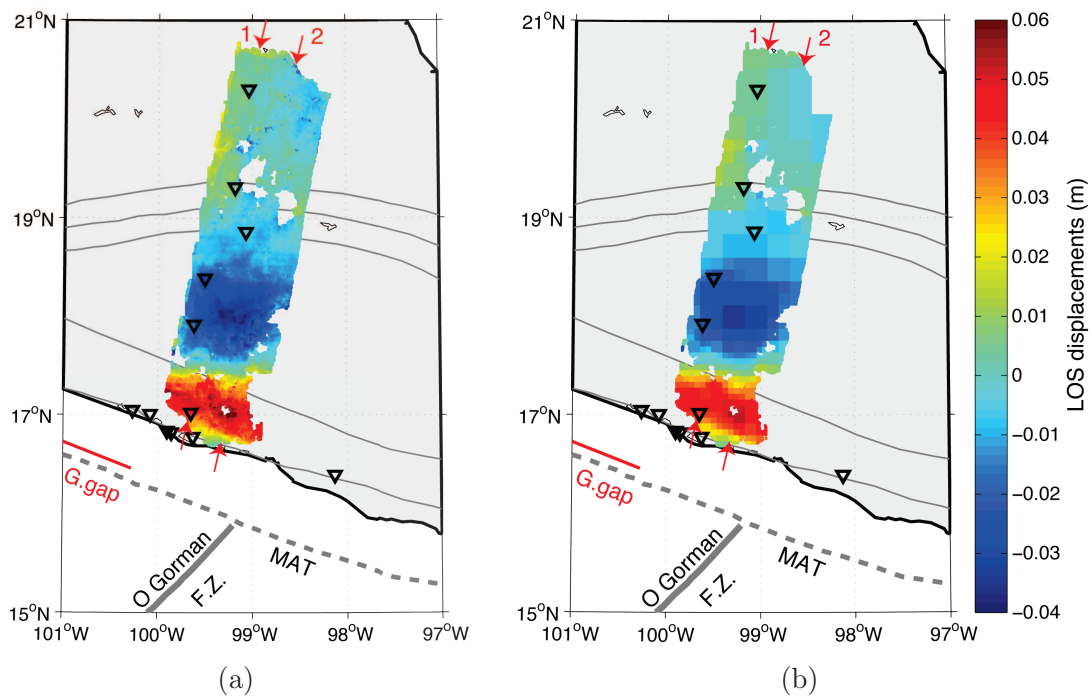 21°N
19°N
17°N
15°N
101°W
100°W
99°W
98°W
97°W
1
2
G.gap
O Gorman
F.Z.
MAT
(a)
101°W
100°W
99°W
98°W
97°W
21°N
19°N
17°N
15°N
1
2
G.gap
O Gorman
F.Z.
MAT
(b)
0.06
0.05
0.04
0.03
0.02
0.01
0
−0.01
−0.02
−0.03
−0.04
LOS displacements (m)